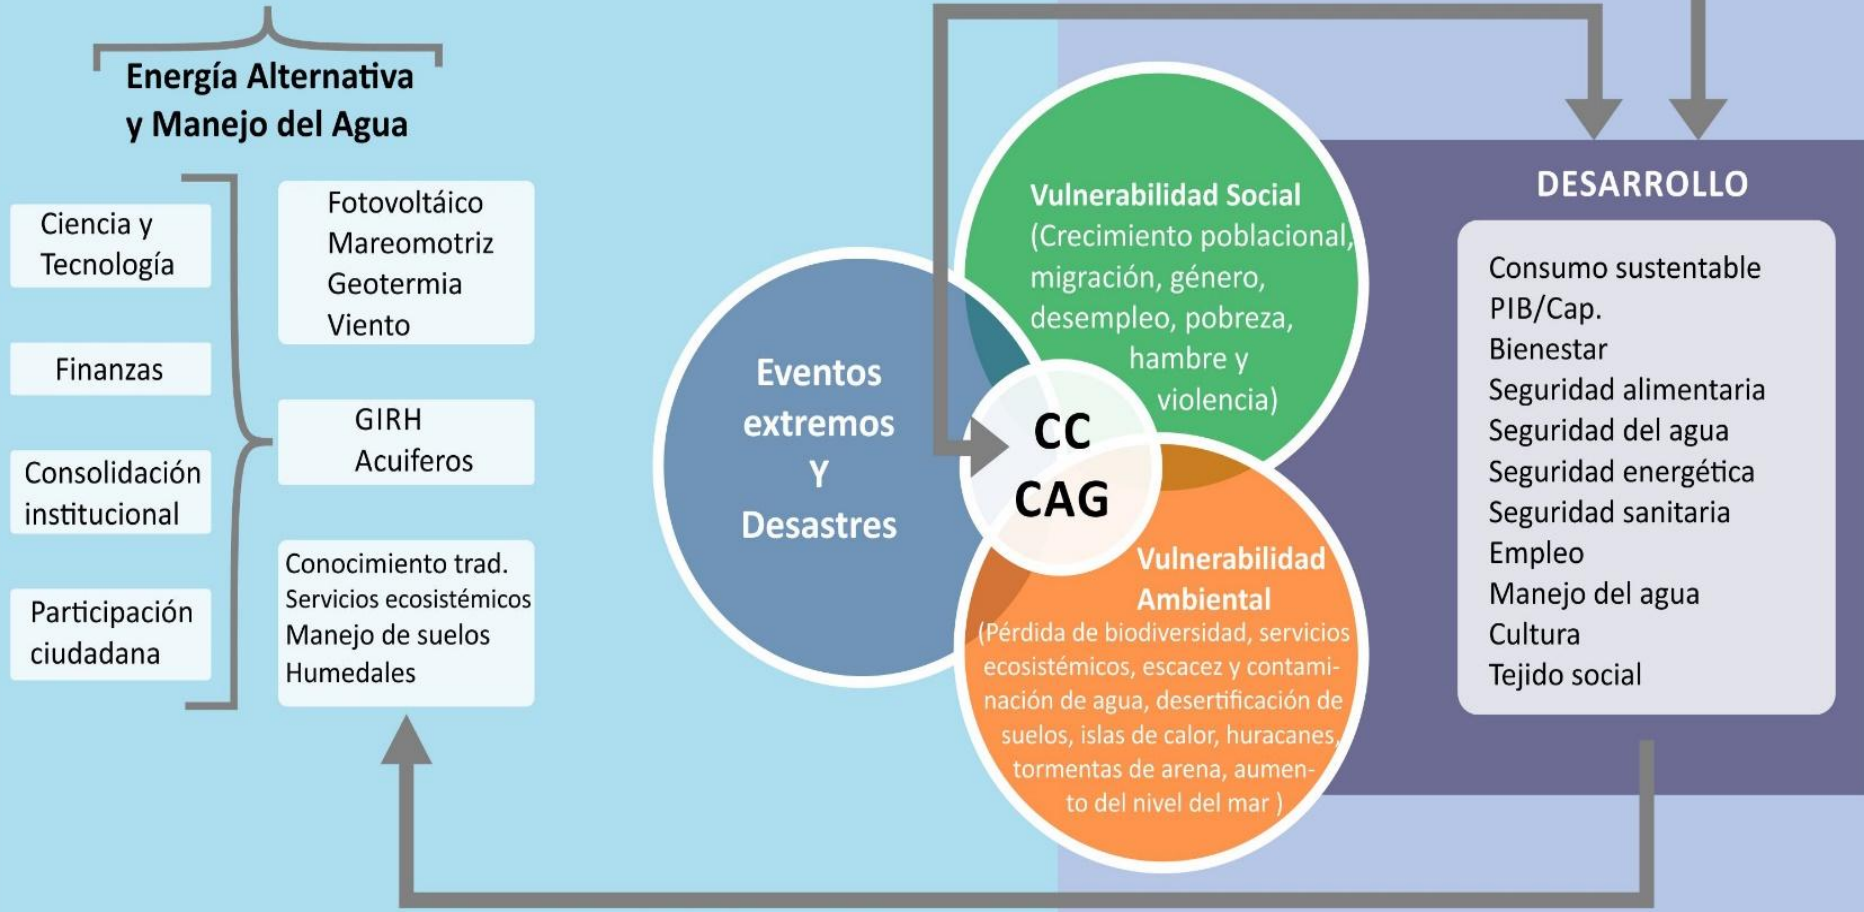 Energía Alternativa
y Manejo del Agua
Ciencia y
Tecnología
Finanzas
Consolidación
institucional
Participación
ciudadana
Fotovoltáico
Mareomotriz
Geotermia
Viento
GIRH
Acuiferos
Conocimiento trad.
Servicios ecosistémicos
Manejo de suelos
Humedales
Eventos
extremos
Y
Desastres
Vulnerabilidad Social
(Crecimiento poblacional,
migración, género,
desempleo, pobreza,
hambre y
violencia)
CC
CAG
Vulnerabilidad
Ambiental
(Pérdida de biodiversidad, servicios
ecosistémicos, escacez y contami-
nación de agua, desertificación de
suelos, islas de calor, huracanes,
tormentas de arena, aumen-
to del nivel del mar )
DESARROLLO
Consumo sustentable
PIB/Cap.
Bienestar
Seguridad alimentaria
Seguridad del agua
Seguridad energética
Seguridad sanitaria
Empleo
Manejo del agua
Cultura
Tejido social